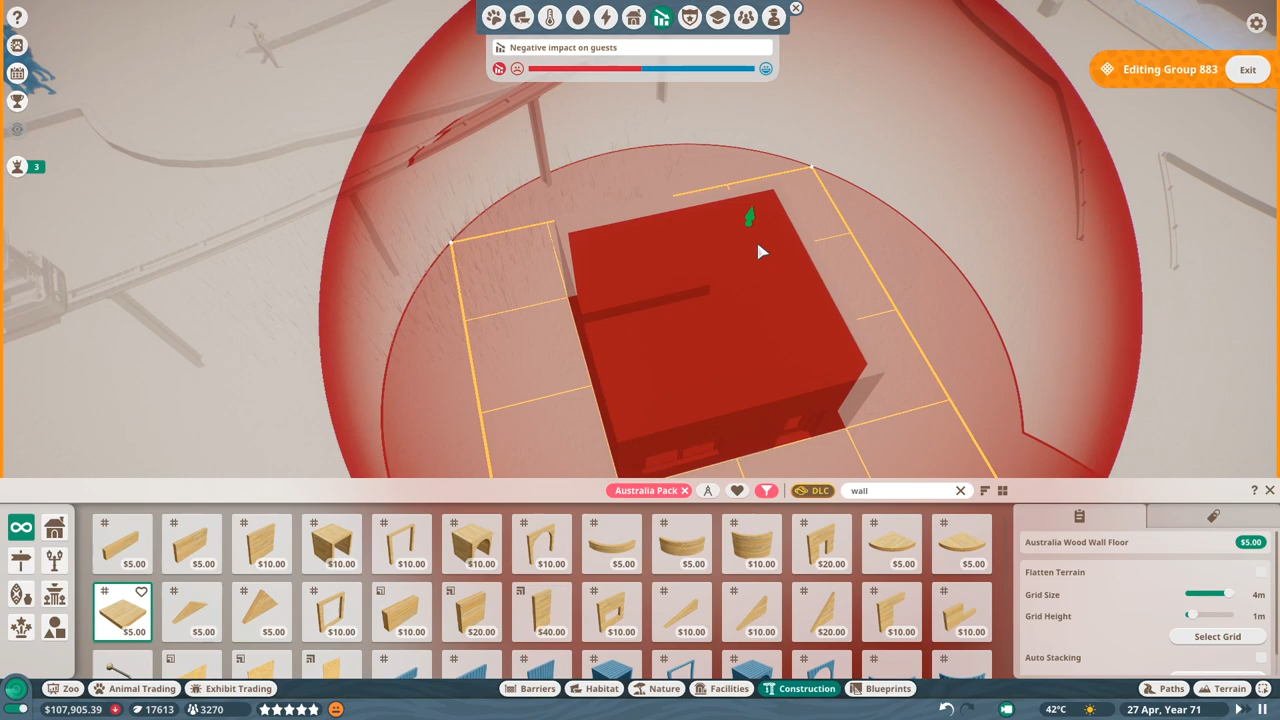 ?
Negative impact on guests
Editing Group 883
Exit
3
Australia Pack ✕
DLC
wall
?
$5.00
$5.00
$10.00
$10.00
$10.00
$10.00
$10.00
$5.00
$5.00
$10.00
$20.00
$5.00
$5.00
$5.00
$5.00
$5.00
$10.00
$10.00
$20.00
$40.00
$10.00
$10.00
$10.00
$20.00
$10.00
$10.00
Australia Wood Wall Floor
$5.00
Flatten Terrain
Grid Size
4m
Grid Height
1m
Select Grid
Auto Stacking
Zoo
Animal Trading
Exhibit Trading
Barriers
Habitat
Nature
Facilities
Construction
Blueprints
Paths
Terrain
$107,905.39
17613
3270
42°C
27 Apr, Year 71